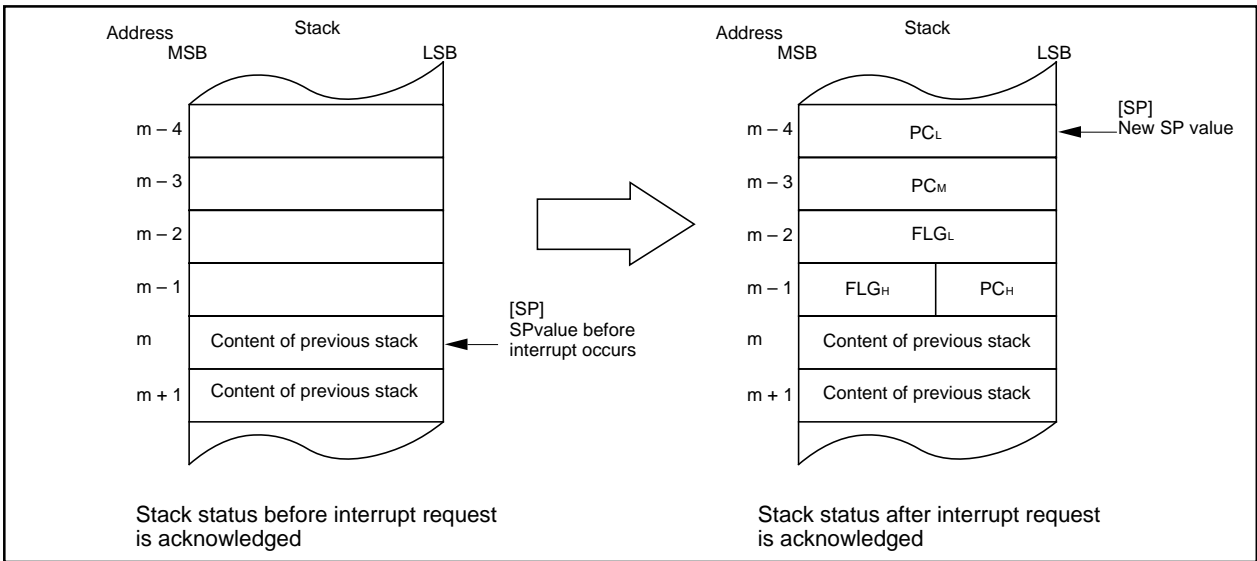 Address
MSB
Stack
LSB
m – 4
m – 3
m – 2
m – 1
m
Content of previous stack
m + 1
Content of previous stack
[SP]
SPvalue before
interrupt occurs
Stack status before interrupt request
is acknowledged
Address
MSB
Stack
LSB
m – 4
PCL
m – 3
PCM
m – 2
FLGL
m – 1
FLGH
PCH
m
Content of previous stack
m + 1
Content of previous stack
[SP]
New SP value
Stack status after interrupt request
is acknowledged